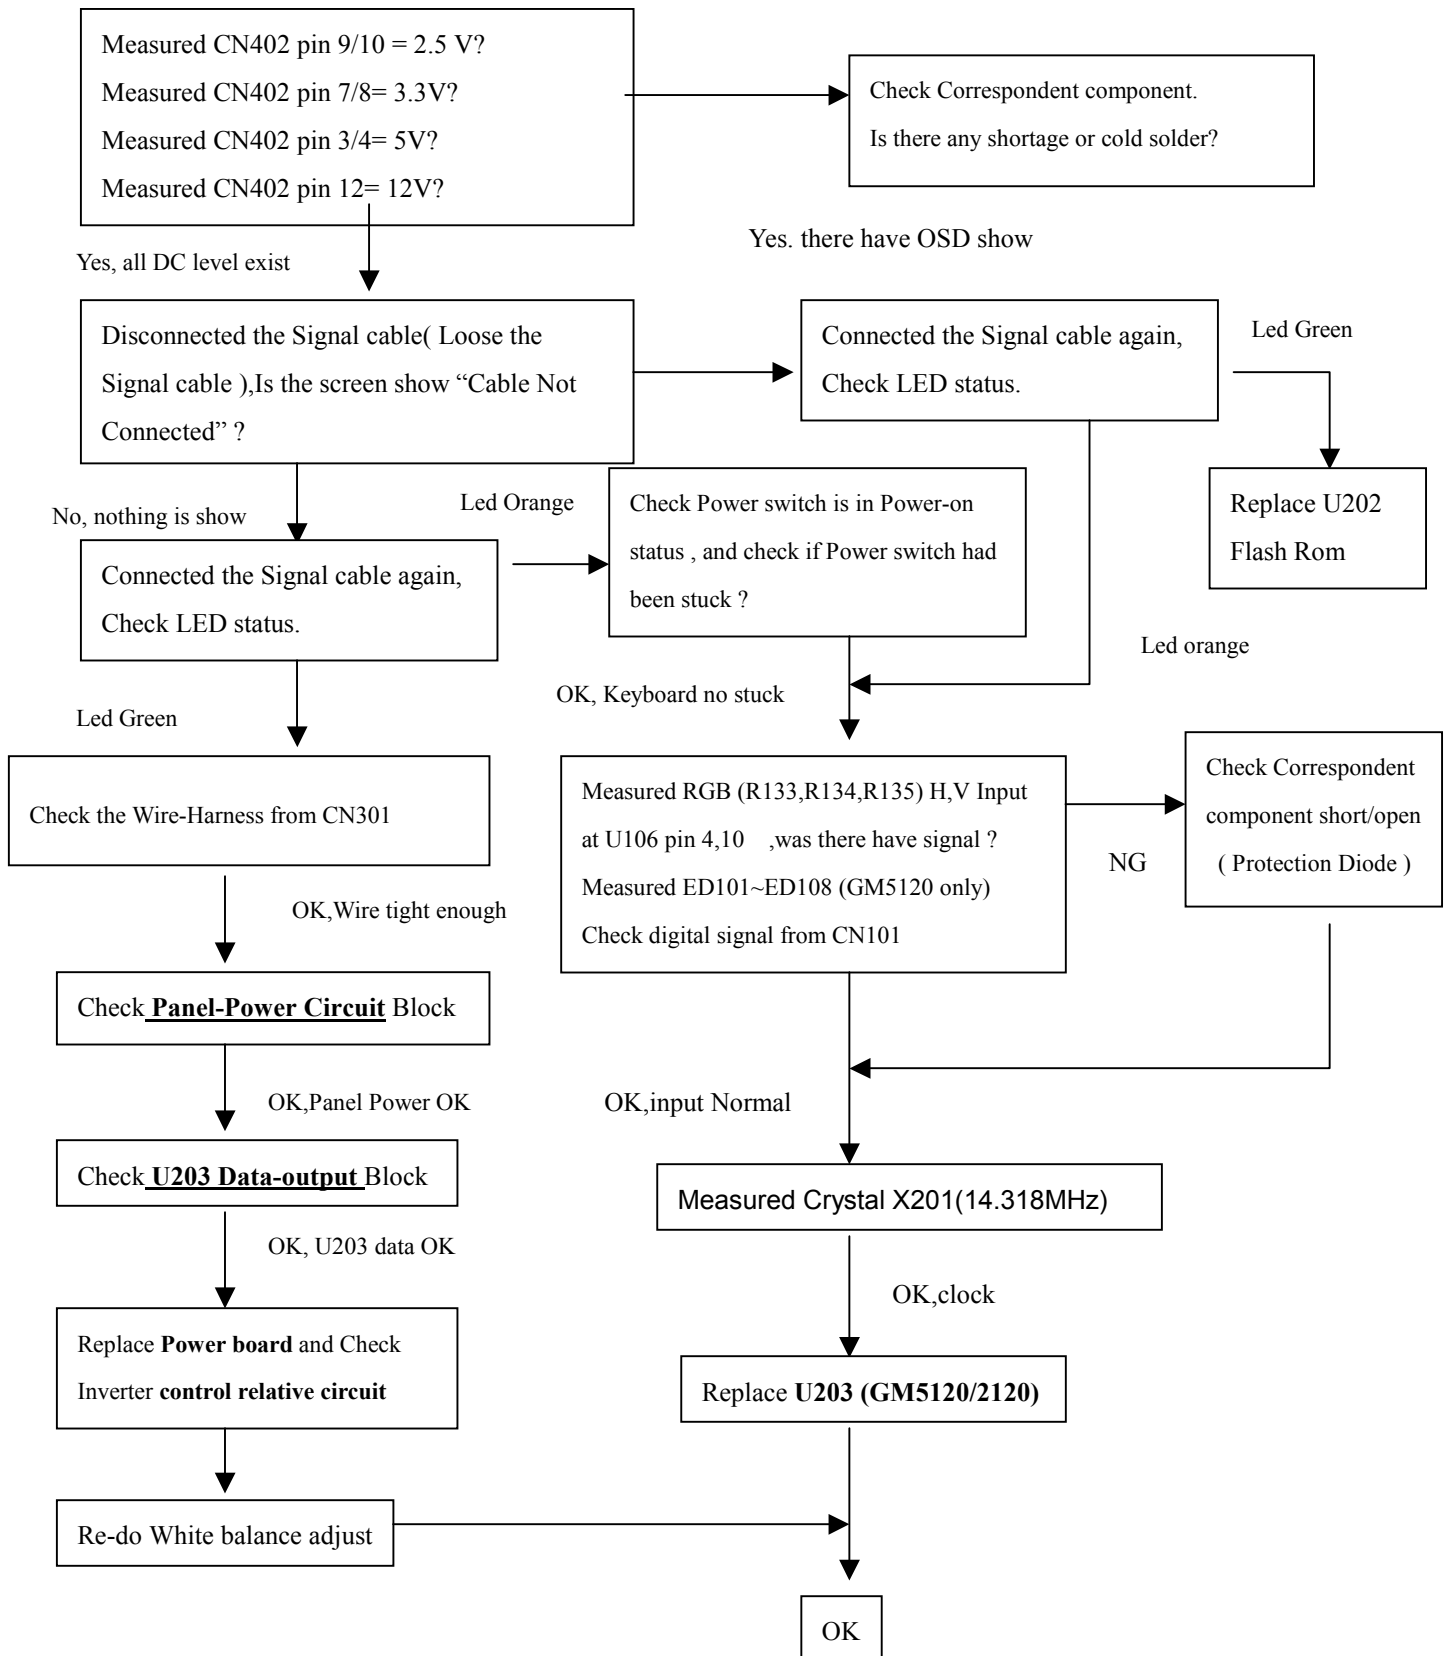 Measured CN402 pin 9/10 = 2.5 V?
Measured CN402 pin 7/8= 3.3V?
Measured CN402 pin 3/4= 5V?
Measured CN402 pin 12= 12V?
Check Correspondent component.
Is there any shortage or cold solder?
Yes, all DC level exist
Yes. there have OSD show
Disconnected the Signal cable( Loose the
Signal cable ),Is the screen show “Cable Not
Connected” ?
Connected the Signal cable again,
Check LED status.
Led Green
Replace U202
Flash Rom
No, nothing is show
Led Orange
Check Power switch is in Power-on
status , and check if Power switch had
been stuck ?
Connected the Signal cable again,
Check LED status.
Led orange
OK, Keyboard no stuck
Led Green
Check the Wire-Harness from CN301
Measured RGB (R133,R134,R135) H,V Input
at U106 pin 4,10 ,was there have signal ?
Measured ED101~ED108 (GM5120 only)
Check digital signal from CN101
NG
Check Correspondent
component short/open
( Protection Diode )
OK,Wire tight enough
Check Panel-Power Circuit Block
OK,Panel Power OK
OK,input Normal
Check U203 Data-output Block
Measured Crystal X201(14.318MHz)
OK, U203 data OK
OK,clock
Replace Power board and Check
Inverter control relative circuit
Replace U203 (GM5120/2120)
Re-do White balance adjust
OK